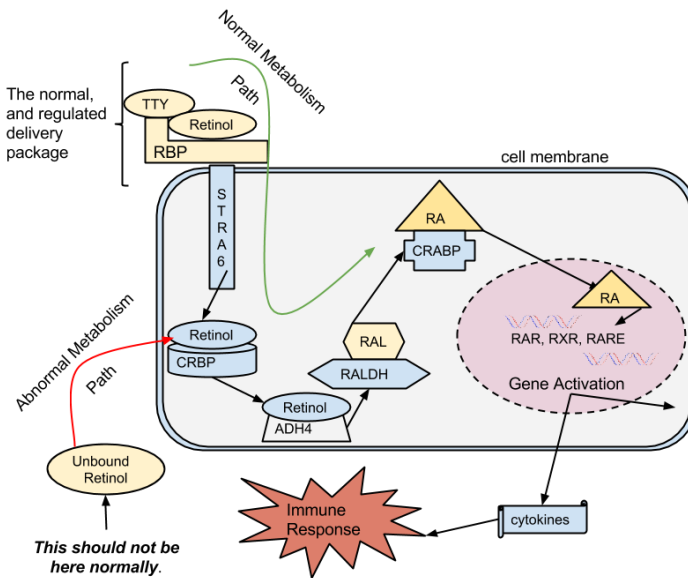 Normal Metabolism
Path
The normal,
and regulated
delivery
package
TTY
Retinol
RBP
cell membrane
S
T
R
A
6
RA
CRABP
RA
RAR, RXR, RARE
Gene Activation
Abnormal Metabolism
Path
Retinol
CRBP
RAL
RALDH
Retinol
ADH4
Unbound
Retinol
This should not be
here normally.
Immune
Response
cytokines